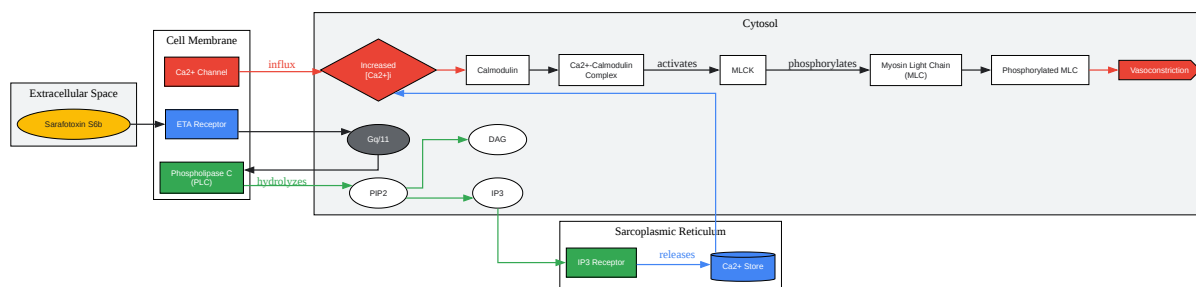 Cytosol
Cell Membrane
Ca2+ Channel
influx
Increased
[Ca2+]i
Calmodulin
Ca2+-Calmodulin
Complex
activates
MLCK
phosphorylates
Myosin Light Chain
(MLC)
Phosphorylated MLC
Vasoconstriction
Extracellular Space
Sarafotoxin S6b
ETA Receptor
Gq/11
DAG
Phospholipase C
(PLC)
hydrolyzes
PIP2
IP3
Sarcoplasmic Reticulum
IP3 Receptor
releases
Ca2+ Store